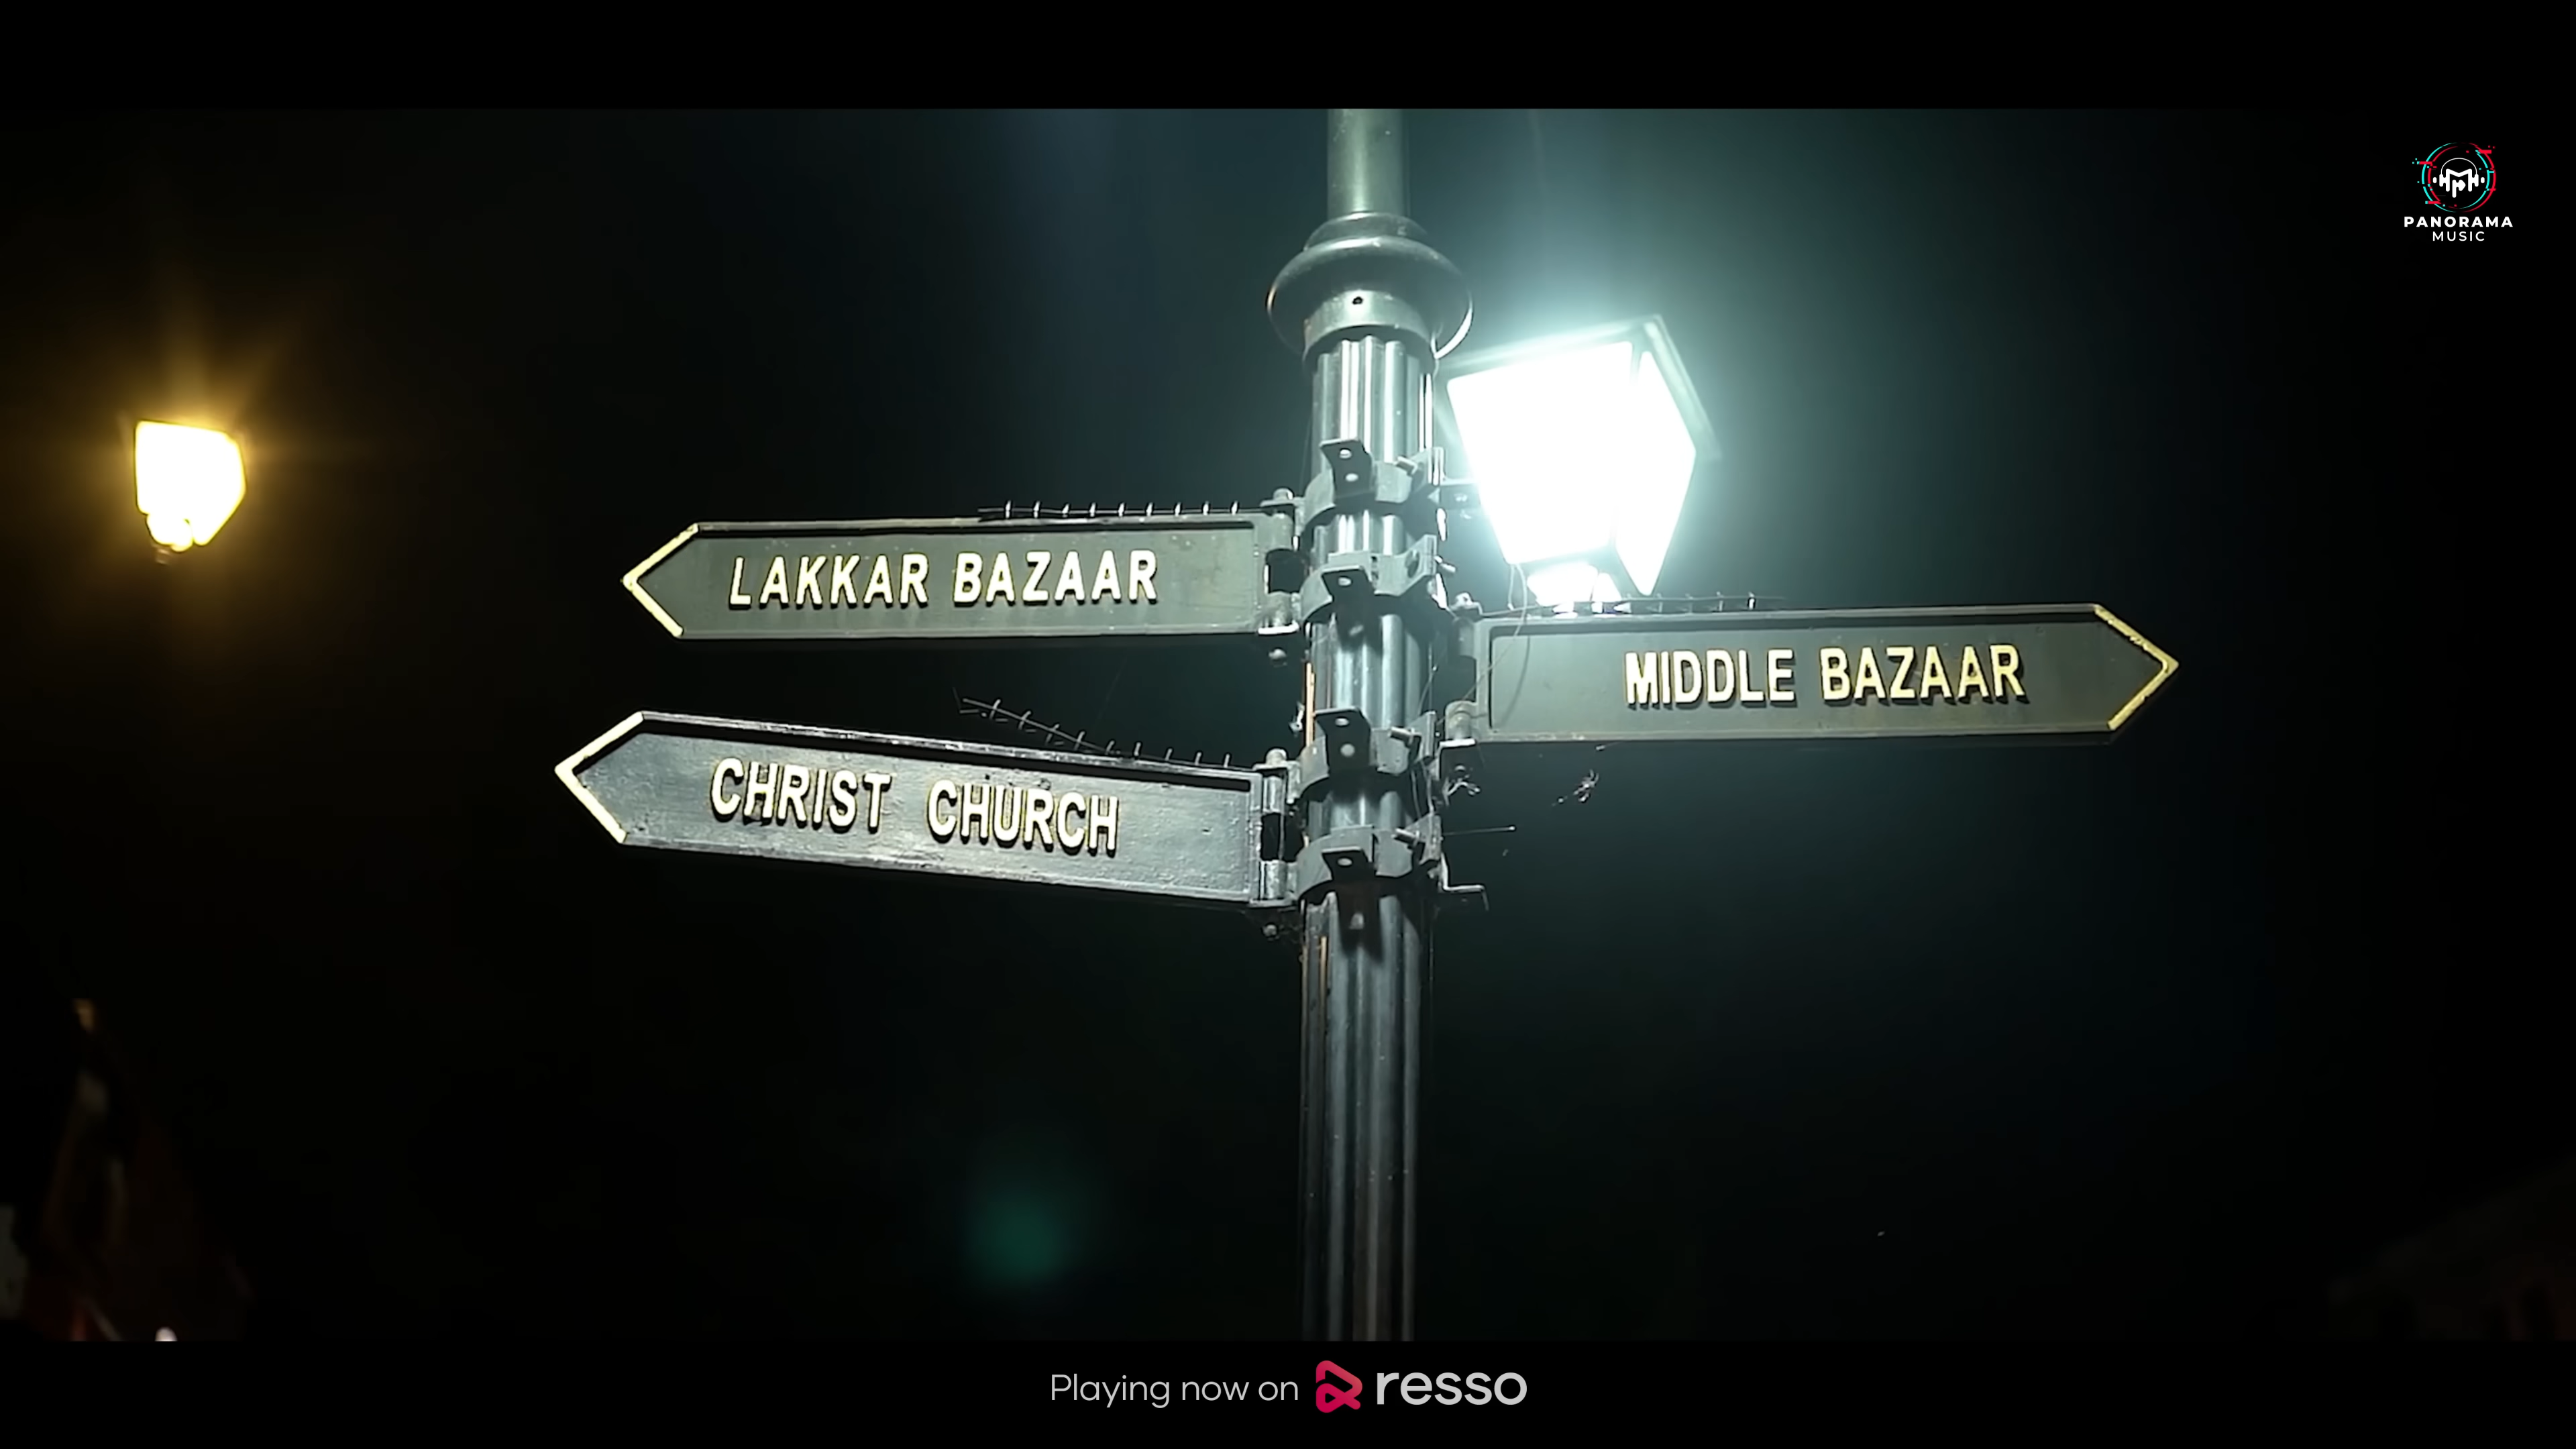 PANORAMA
MUSIC
LAKKAR BAZAAR
MIDDLE BAZAAR
CHRIST CHURCH
Playing now on resso